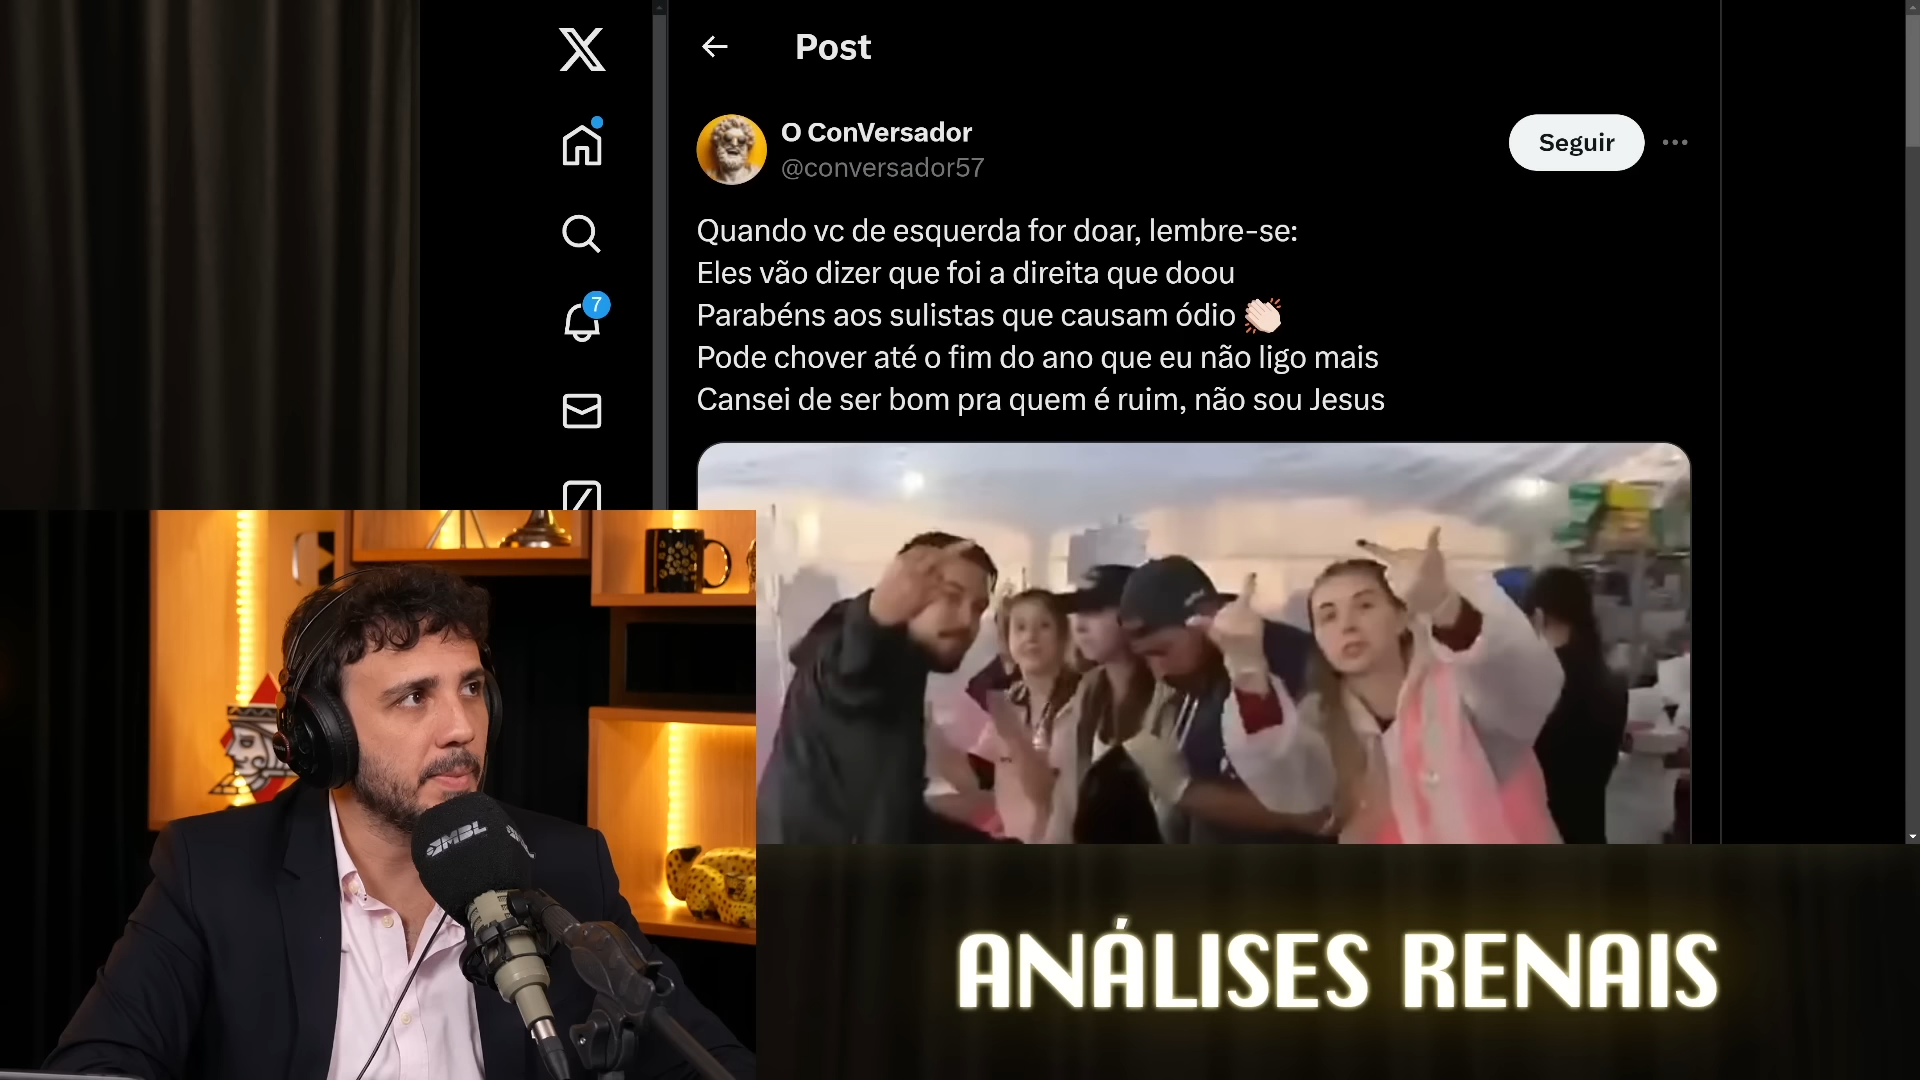 Post
O ConVersador
@conversador57
Seguir
Quando vc de esquerda for doar, lembre-se:
Eles vão dizer que foi a direita que doou
Parabéns aos sulistas que causam ódio 👏🏻
Pode chover até o fim do ano que eu não ligo mais
Cansei de ser bom pra quem é ruim, não sou Jesus
7
MBL
ANÁLISES RENAIS